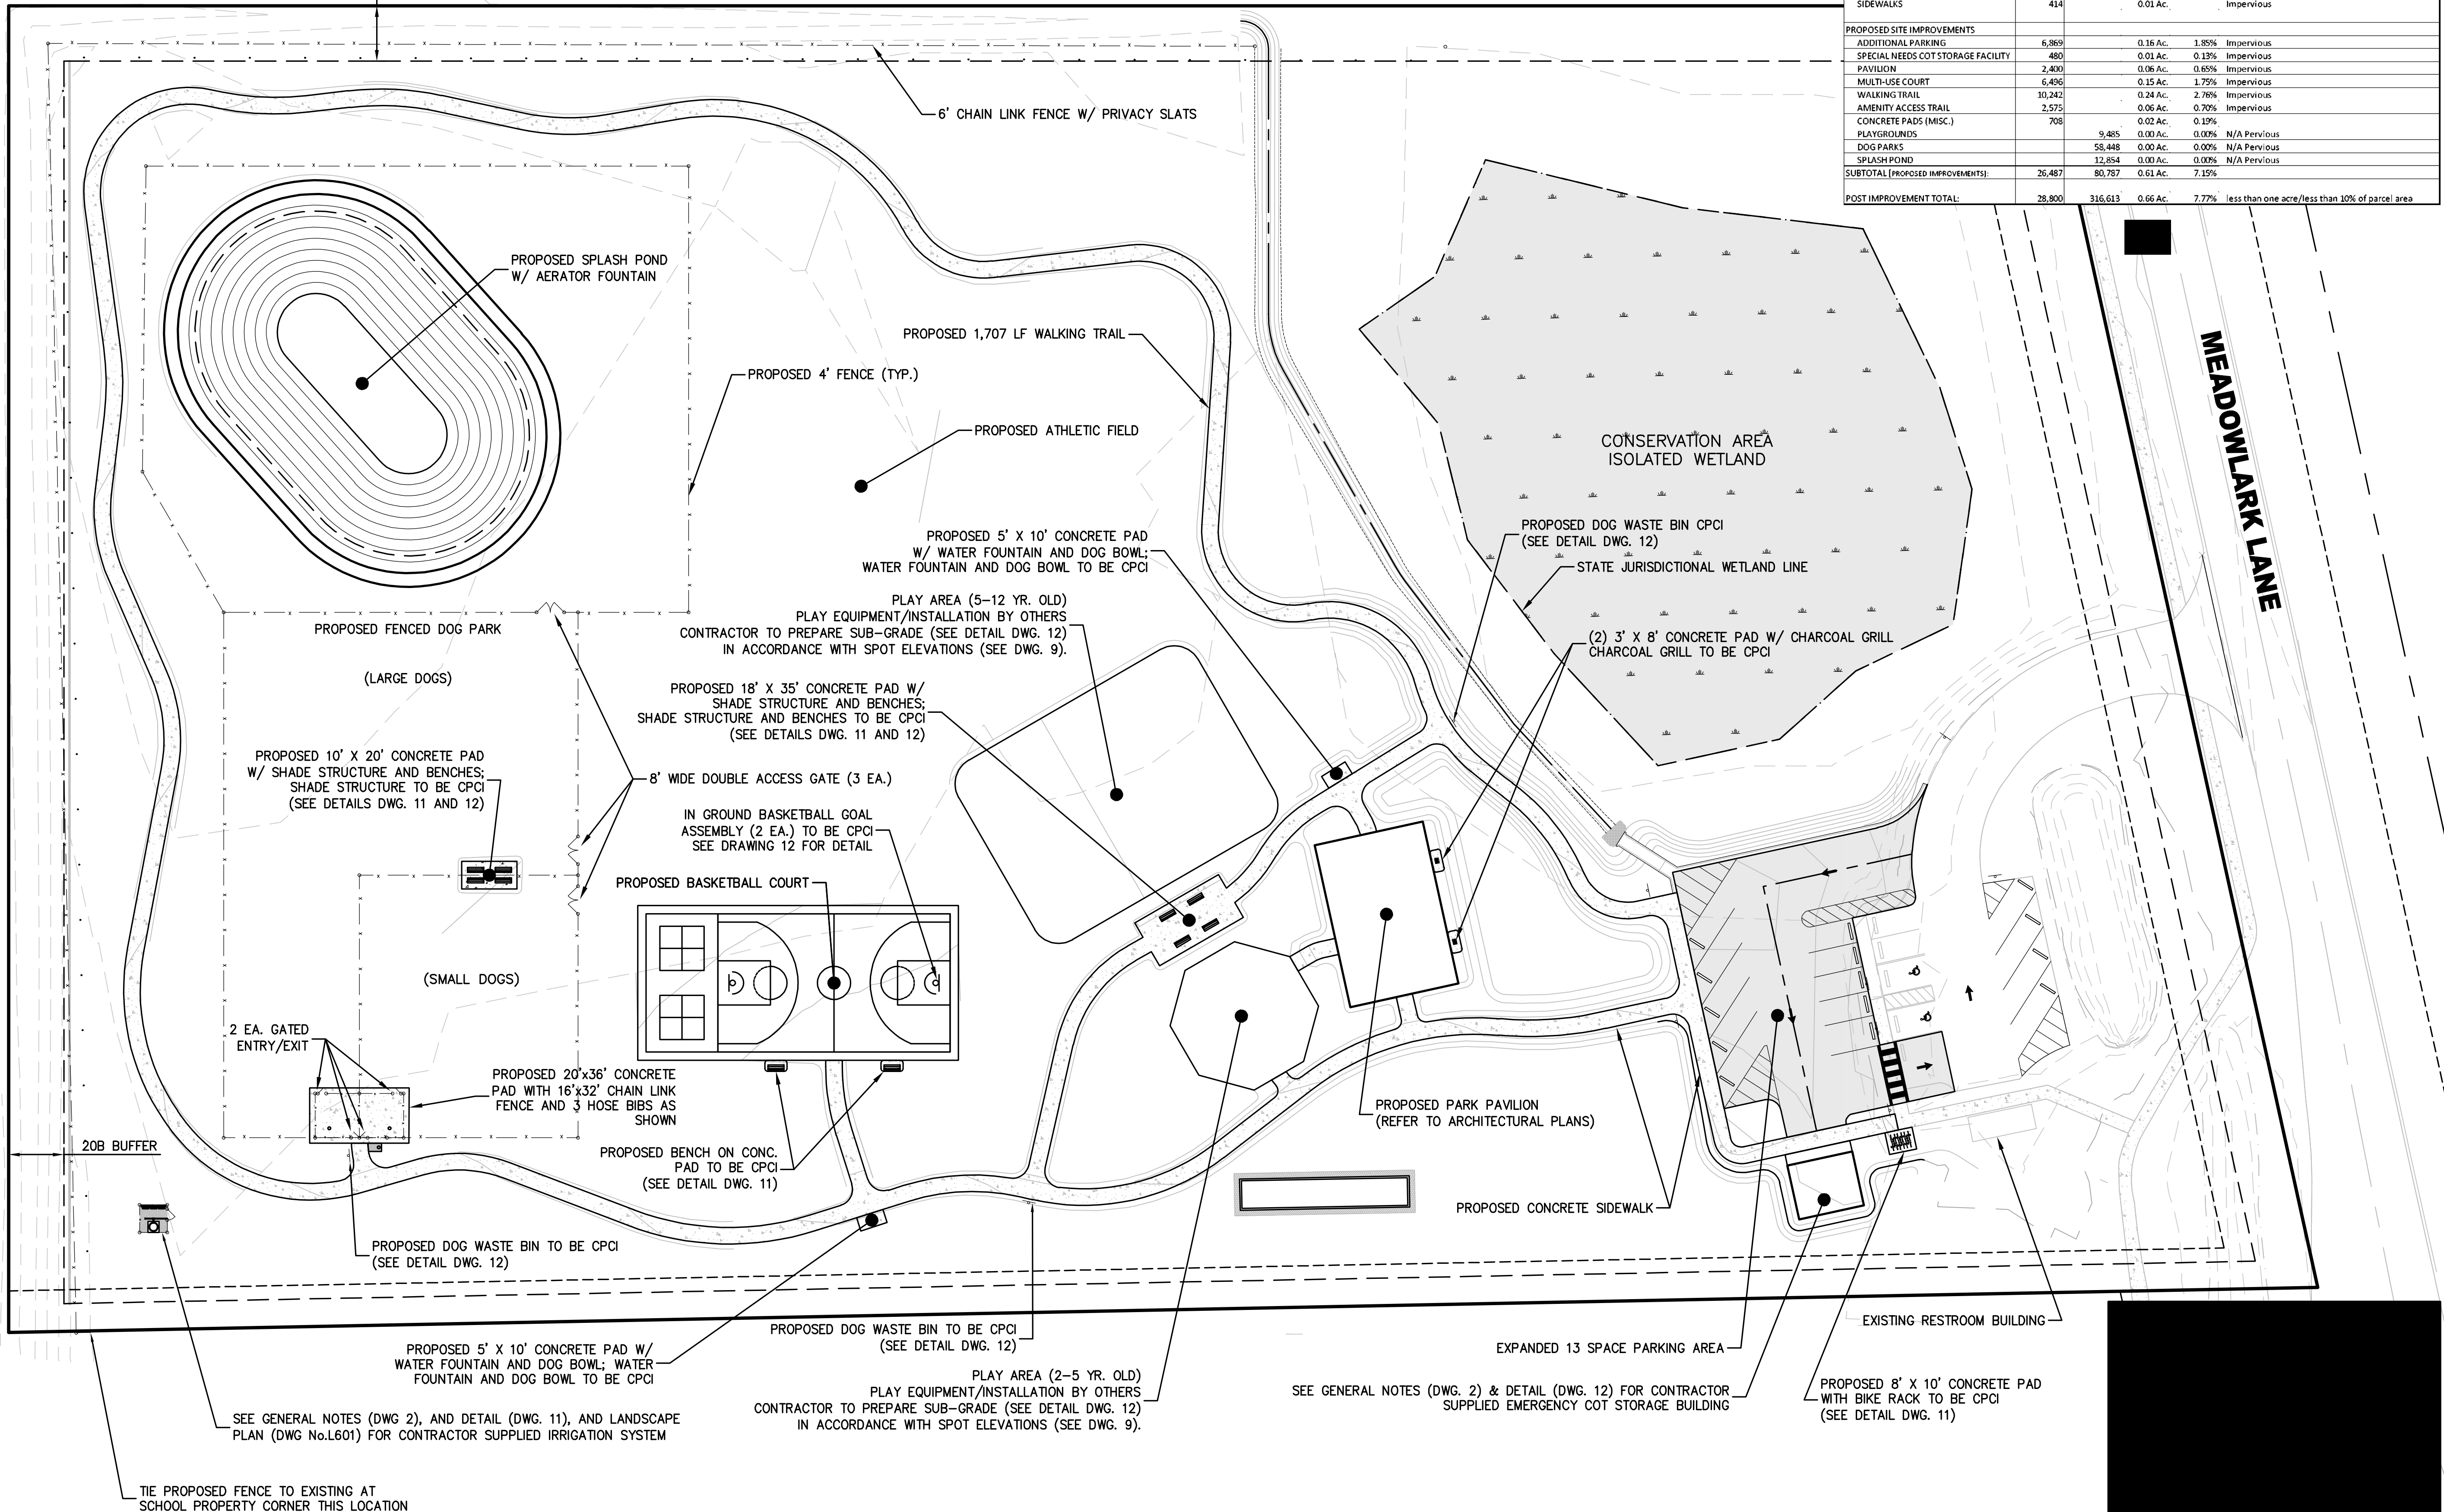 SIDEWALKS 414 0.01 Ac. Impervious
PROPOSED SITE IMPROVEMENTS
ADDITIONAL PARKING 6,869 0.16 Ac. 1.85% Impervious
SPECIAL NEEDS COT STORAGE FACILITY 480 0.01 Ac. 0.13% Impervious
PAVILION 2,400 0.06 Ac. 0.65% Impervious
MULTI-USE COURT 6,496 0.15 Ac. 1.75% Impervious
WALKING TRAIL 10,242 0.24 Ac. 2.76% Impervious
AMENITY ACCESS TRAIL 2,575 0.06 Ac. 0.70% Impervious
CONCRETE PADS (MISC.) 708 0.02 Ac. 0.19%
PLAYGROUNDS 9,485 0.00 Ac. 0.00% N/A Pervious
DOG PARKS 58,448 0.00 Ac. 0.00% N/A Pervious
SPLASH POND 12,854 0.00 Ac. 0.00% N/A Pervious
SUBTOTAL (PROPOSED IMPROVEMENTS): 26,487 80,787 0.61 Ac. 7.15%
POST IMPROVEMENT TOTAL: 28,800 316,613 0.66 Ac. 7.77% less than one acre/less than 10% of parcel area
6' CHAIN LINK FENCE W/ PRIVACY SLATS
PROPOSED SPLASH POND
W/ AERATOR FOUNTAIN
PROPOSED 1,707 LF WALKING TRAIL
PROPOSED 4' FENCE (TYP.)
PROPOSED ATHLETIC FIELD
CONSERVATION AREA
ISOLATED WETLAND
MEADOWLARK LANE
PROPOSED 5' X 10' CONCRETE PAD
W/ WATER FOUNTAIN AND DOG BOWL;
WATER FOUNTAIN AND DOG BOWL TO BE CPCI
PROPOSED DOG WASTE BIN CPCI
(SEE DETAIL DWG. 12)
STATE JURISDICTIONAL WETLAND LINE
PLAY AREA (5-12 YR. OLD)
PLAY EQUIPMENT/INSTALLATION BY OTHERS
CONTRACTOR TO PREPARE SUB-GRADE (SEE DETAIL DWG. 12)
IN ACCORDANCE WITH SPOT ELEVATIONS (SEE DWG. 9).
(2) 3' X 8' CONCRETE PAD W/ CHARCOAL GRILL
CHARCOAL GRILL TO BE CPCI
PROPOSED FENCED DOG PARK
(LARGE DOGS)
PROPOSED 18' X 35' CONCRETE PAD W/
SHADE STRUCTURE AND BENCHES;
SHADE STRUCTURE AND BENCHES TO BE CPCI
(SEE DETAILS DWG. 11 AND 12)
PROPOSED 10' X 20' CONCRETE PAD
W/ SHADE STRUCTURE AND BENCHES;
SHADE STRUCTURE TO BE CPCI
(SEE DETAILS DWG. 11 AND 12)
8' WIDE DOUBLE ACCESS GATE (3 EA.)
IN GROUND BASKETBALL GOAL
ASSEMBLY (2 EA.) TO BE CPCI
SEE DRAWING 12 FOR DETAIL
PROPOSED BASKETBALL COURT
(SMALL DOGS)
2 EA. GATED
ENTRY/EXIT
PROPOSED 20'x36' CONCRETE
PAD WITH 16'x32' CHAIN LINK
FENCE AND 3 HOSE BIBS AS
SHOWN
PROPOSED PARK PAVILION
(REFER TO ARCHITECTURAL PLANS)
20B BUFFER
PROPOSED BENCH ON CONC.
PAD TO BE CPCI
(SEE DETAIL DWG. 11)
PROPOSED CONCRETE SIDEWALK
PROPOSED DOG WASTE BIN TO BE CPCI
(SEE DETAIL DWG. 12)
EXISTING RESTROOM BUILDING
PROPOSED DOG WASTE BIN TO BE CPCI
(SEE DETAIL DWG. 12)
EXPANDED 13 SPACE PARKING AREA
PROPOSED 5' X 10' CONCRETE PAD W/
WATER FOUNTAIN AND DOG BOWL; WATER
FOUNTAIN AND DOG BOWL TO BE CPCI
PLAY AREA (2-5 YR. OLD)
PLAY EQUIPMENT/INSTALLATION BY OTHERS
CONTRACTOR TO PREPARE SUB-GRADE (SEE DETAIL DWG. 12)
IN ACCORDANCE WITH SPOT ELEVATIONS (SEE DWG. 9).
SEE GENERAL NOTES (DWG. 2) & DETAIL (DWG. 12) FOR CONTRACTOR
SUPPLIED EMERGENCY COT STORAGE BUILDING
PROPOSED 8' X 10' CONCRETE PAD
WITH BIKE RACK TO BE CPCI
(SEE DETAIL DWG. 11)
SEE GENERAL NOTES (DWG 2), AND DETAIL (DWG. 11), AND LANDSCAPE
PLAN (DWG No.L601) FOR CONTRACTOR SUPPLIED IRRIGATION SYSTEM
TIE PROPOSED FENCE TO EXISTING AT
SCHOOL PROPERTY CORNER THIS LOCATION